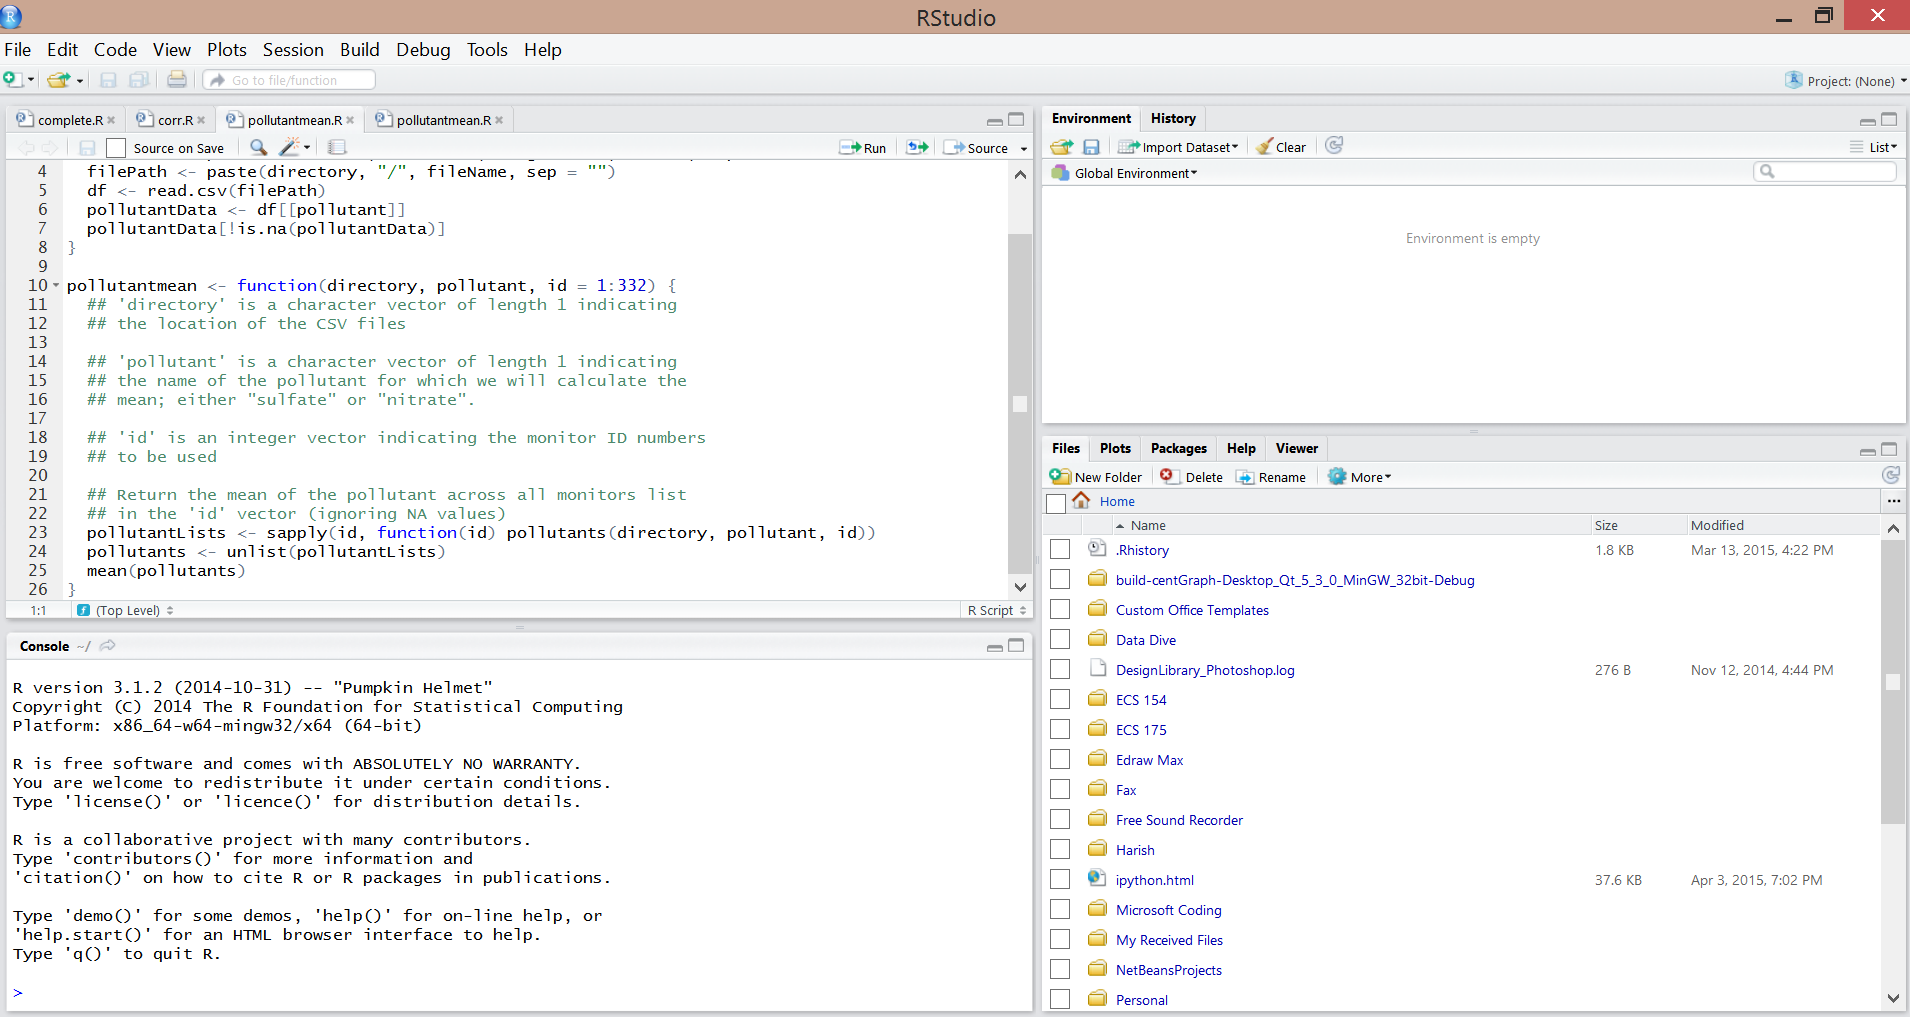 RStudio
File Edit Code View Plots Session Build Debug Tools Help
Go to file/function
Project: (None)
complete.R corr.R pollutantmean.R pollutantmean.R
Source on Save Run Source
4 filePath <- paste(directory, "/", fileName, sep = "")
5 df <- read.csv(filePath)
6 pollutantData <- df[[pollutant]]
7 pollutantData[!is.na(pollutantData)]
8 }
9
10 pollutantmean <- function(directory, pollutant, id = 1:332) {
11 ## 'directory' is a character vector of length 1 indicating
12 ## the location of the CSV files
13
14 ## 'pollutant' is a character vector of length 1 indicating
15 ## the name of the pollutant for which we will calculate the
16 ## mean; either "sulfate" or "nitrate".
17
18 ## 'id' is an integer vector indicating the monitor ID numbers
19 ## to be used
20
21 ## Return the mean of the pollutant across all monitors list
22 ## in the 'id' vector (ignoring NA values)
23 pollutantLists <- sapply(id, function(id) pollutants(directory, pollutant, id))
24 pollutants <- unlist(pollutantLists)
25 mean(pollutants)
26 }
1:1 (Top Level) R Script
Console ~/
R version 3.1.2 (2014-10-31) -- "Pumpkin Helmet"
Copyright (C) 2014 The R Foundation for Statistical Computing
Platform: x86_64-w64-mingw32/x64 (64-bit)
R is free software and comes with ABSOLUTELY NO WARRANTY.
You are welcome to redistribute it under certain conditions.
Type 'license()' or 'licence()' for distribution details.
R is a collaborative project with many contributors.
Type 'contributors()' for more information and
'citation()' on how to cite R or R packages in publications.
Type 'demo()' for some demos, 'help()' for on-line help, or
'help.start()' for an HTML browser interface to help.
Type 'q()' to quit R.
>
Environment History
Import Dataset Clear List
Global Environment
Environment is empty
Files Plots Packages Help Viewer
New Folder Delete Rename More
Home ...
Name Size Modified
.Rhistory 1.8 KB Mar 13, 2015, 4:22 PM
build-centGraph-Desktop_Qt_5_3_0_MinGW_32bit-Debug
Custom Office Templates
Data Dive
DesignLibrary_Photoshop.log 276 B Nov 12, 2014, 4:44 PM
ECS 154
ECS 175
Edraw Max
Fax
Free Sound Recorder
Harish
ipython.html 37.6 KB Apr 3, 2015, 7:02 PM
Microsoft Coding
My Received Files
NetBeansProjects
Personal